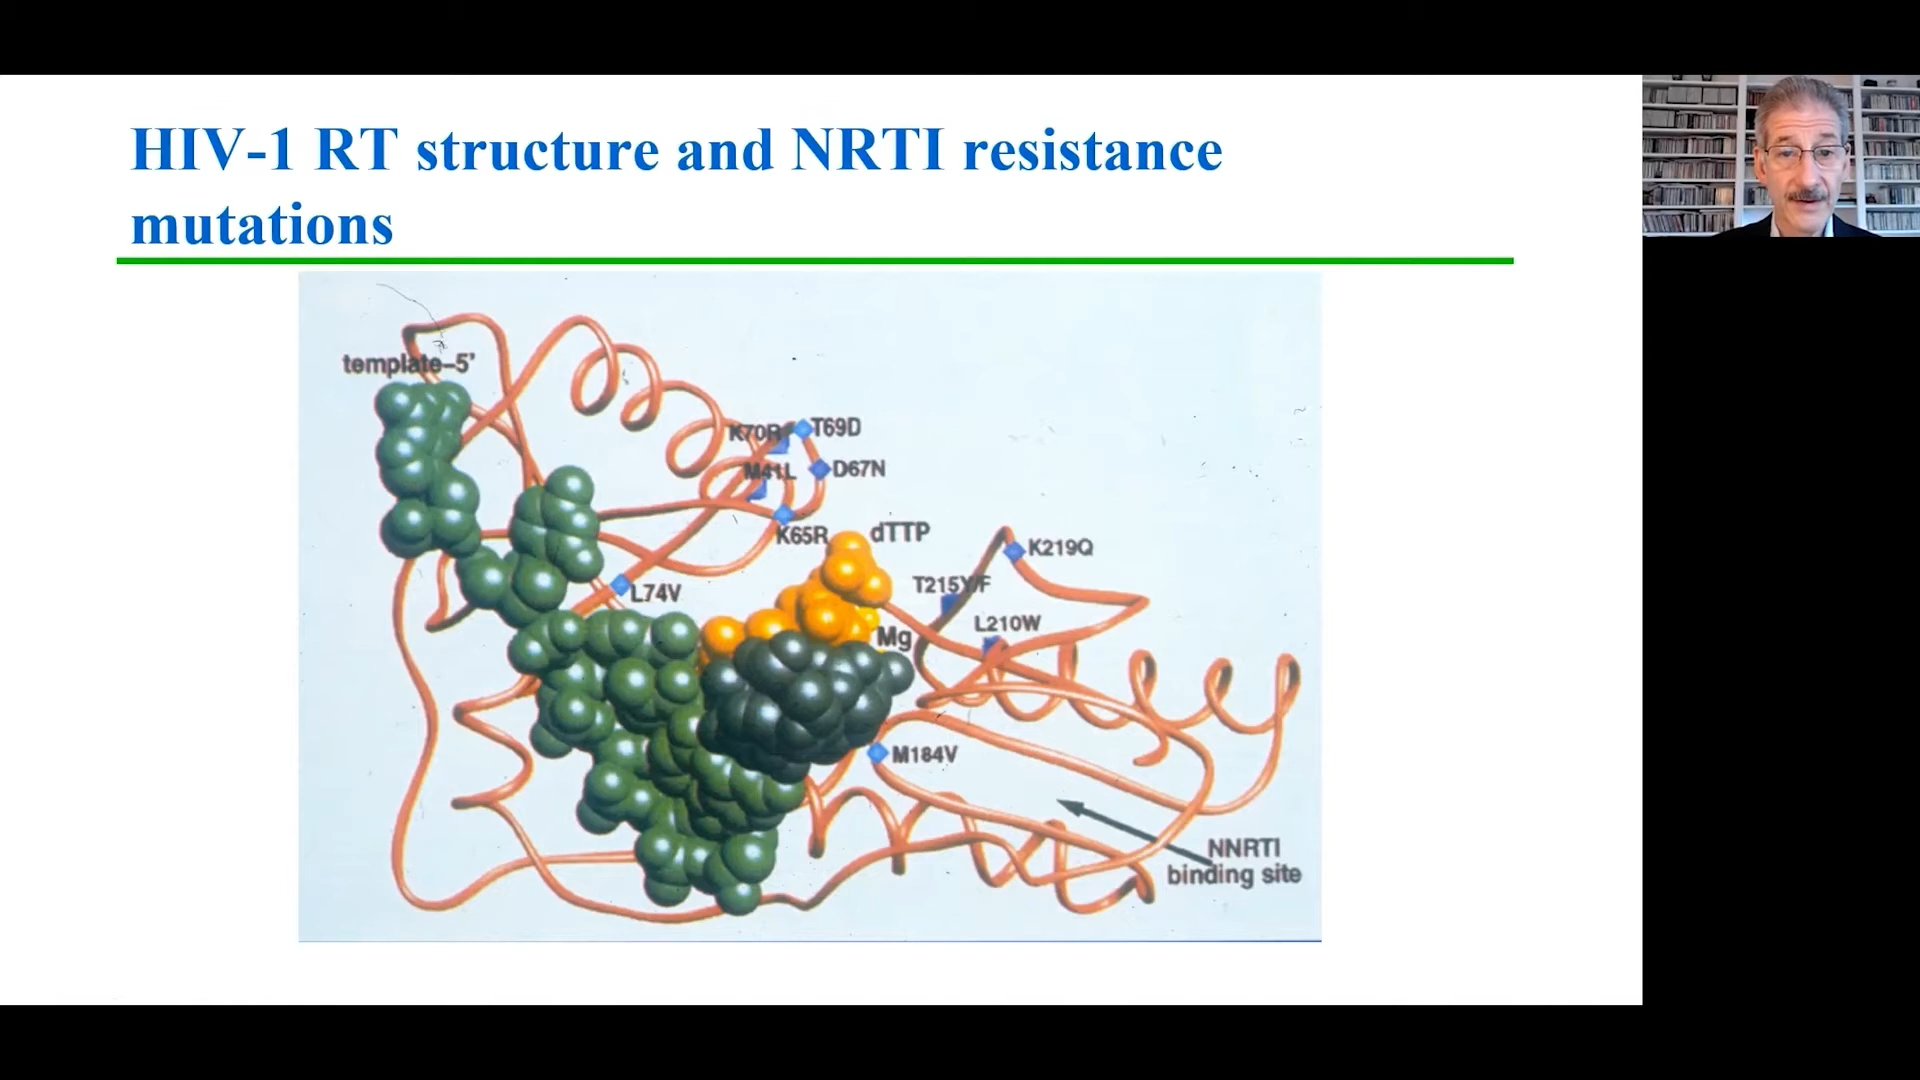 HIV-1 RT structure and NRTI resistance
mutations
template-5'
K70R
T69D
M41L
D67N
K65R
dTTP
K219Q
L74V
T215Y/F
L210W
Mg
M184V
NNRTI
binding site